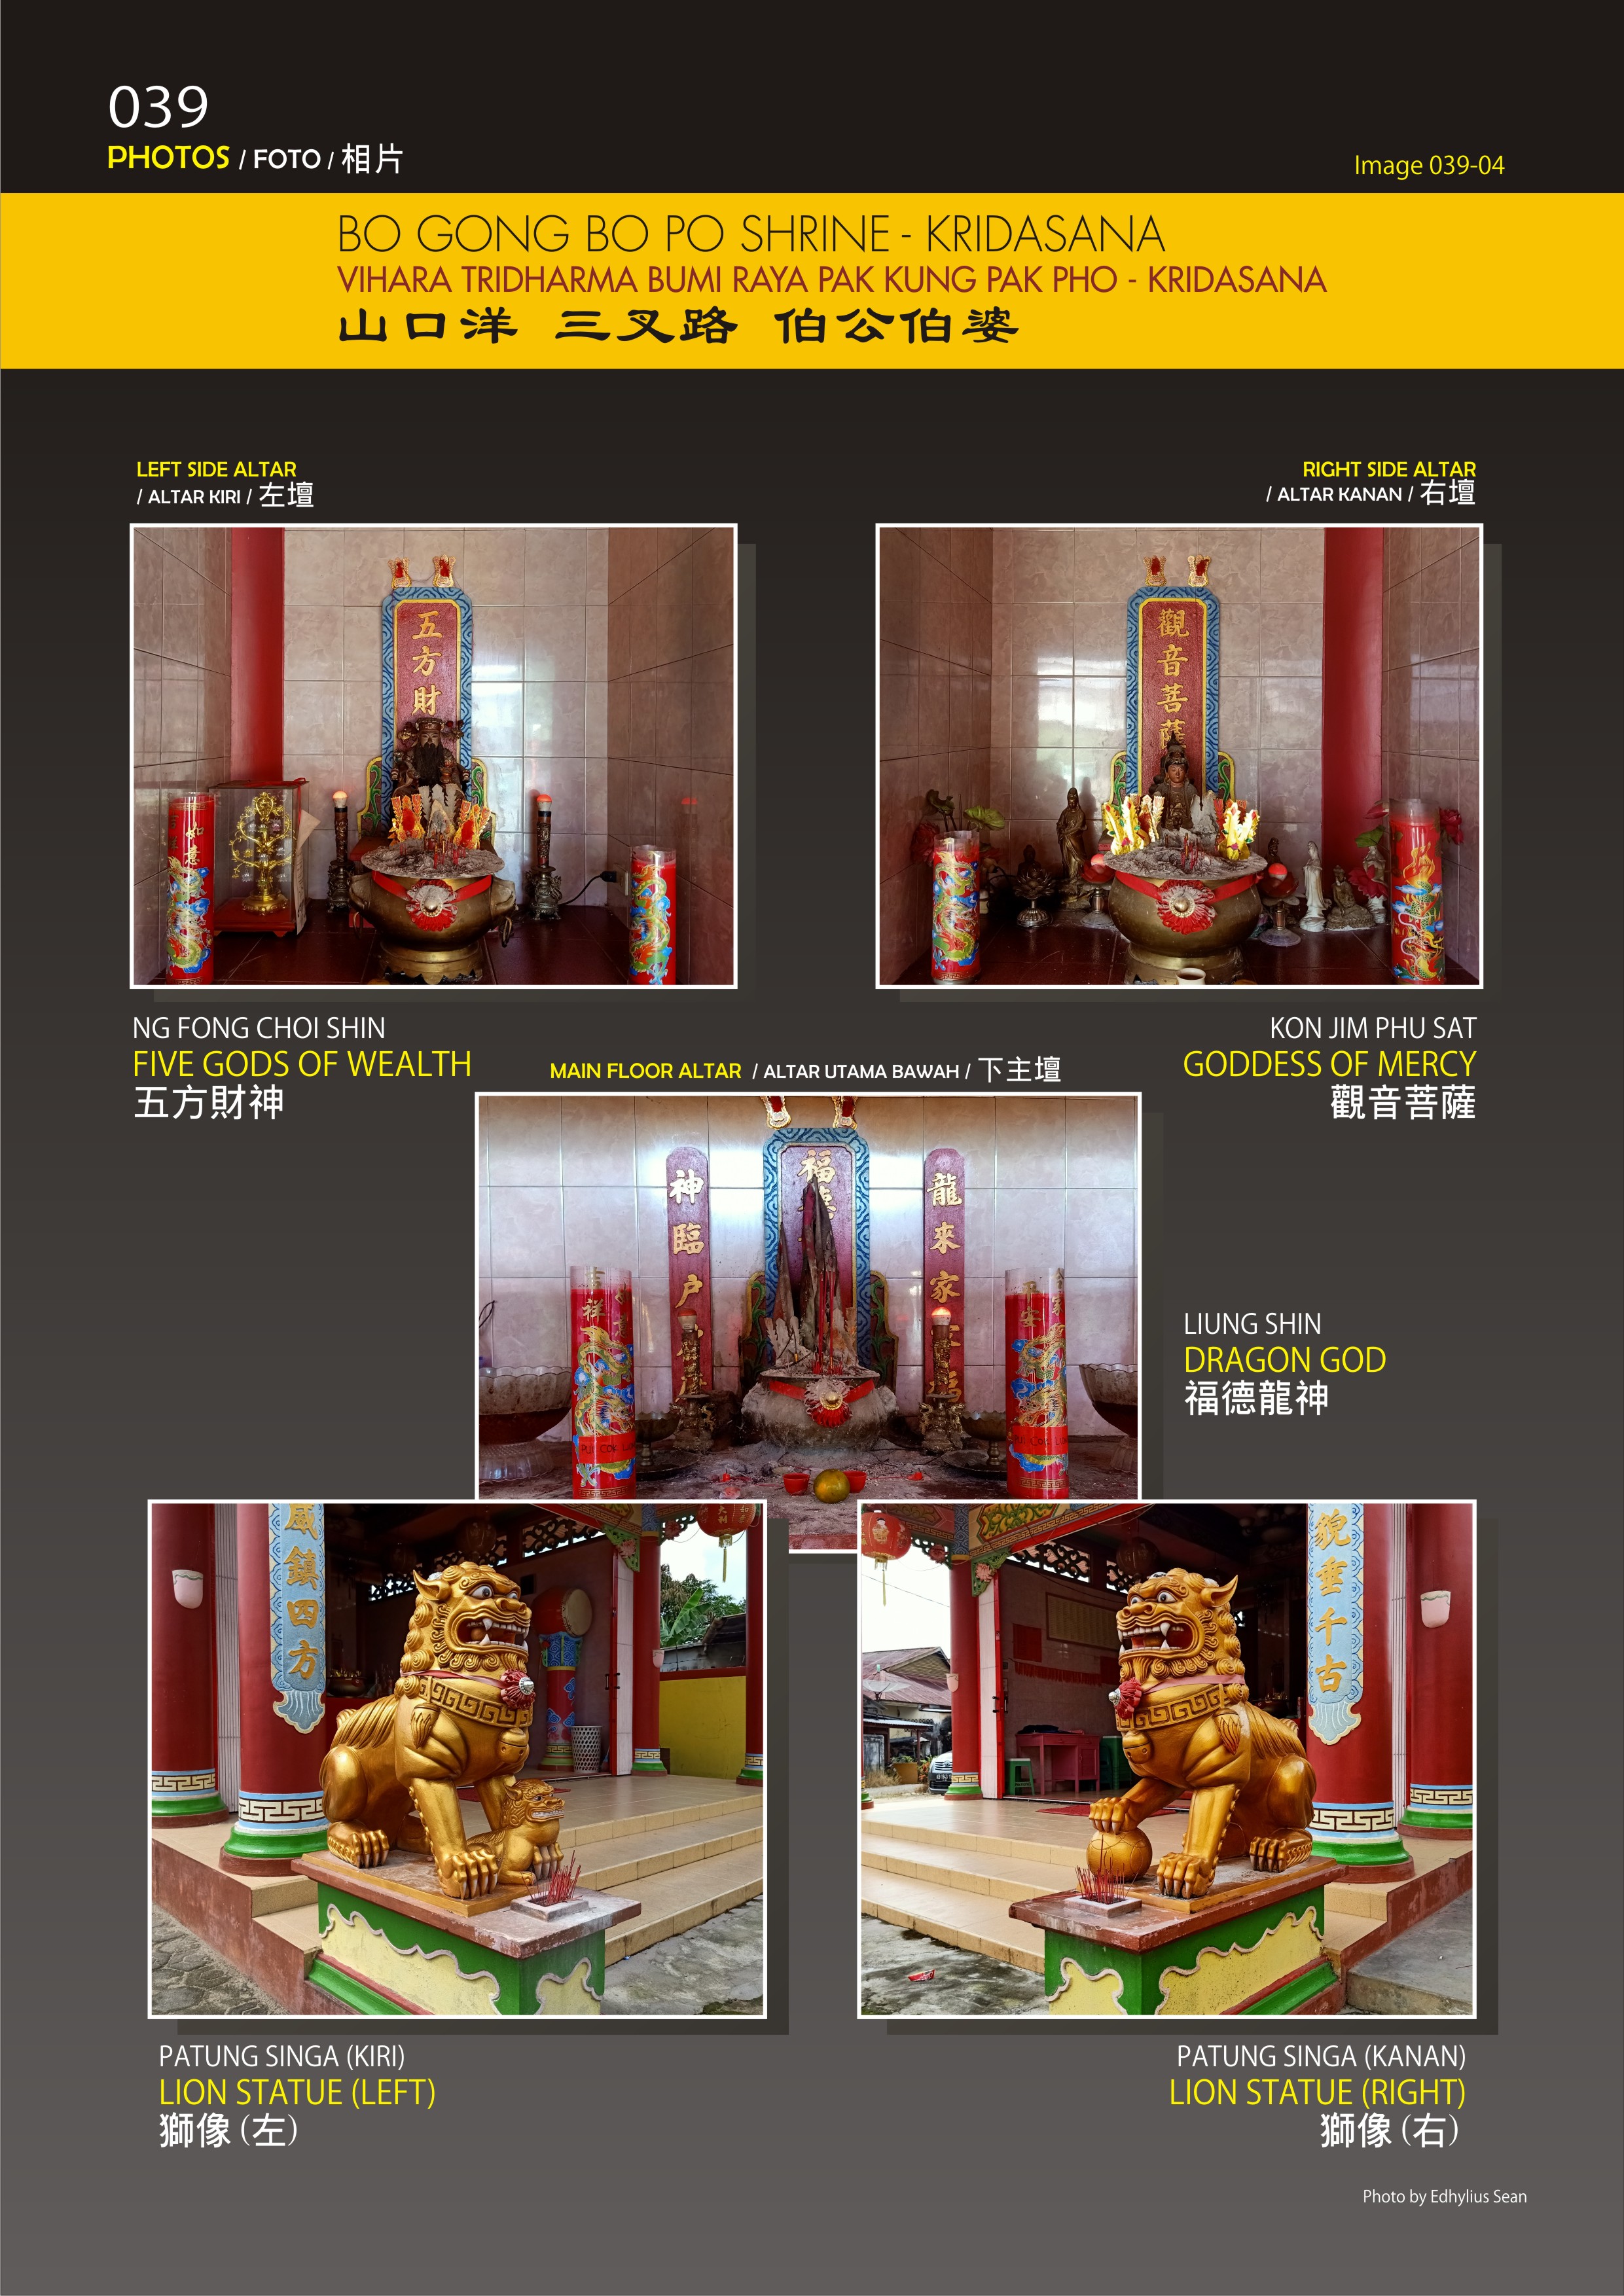 039
PHOTOS / FOTO / 相片
Image 039-04
BO GONG BO PO SHRINE - KRIDASANA
VIHARA TRIDHARMA BUMI RAYA PAK KUNG PAK PHO - KRIDASANA
山口洋 三叉路 伯公伯婆
LEFT SIDE ALTAR
/ ALTAR KIRI / 左壇
RIGHT SIDE ALTAR
/ ALTAR KANAN / 右壇
五方財
如意
觀音菩薩
NG FONG CHOI SHIN
FIVE GODS OF WEALTH
五方財神
KON JIM PHU SAT
GODDESS OF MERCY
觀音菩薩
MAIN FLOOR ALTAR / ALTAR UTAMA BAWAH / 下主壇
神臨户
福
龍來家
祥
LIUNG SHIN
DRAGON GOD
福德龍神
威鎮四方
大利
貌垂千古
PATUNG SINGA (KIRI)
LION STATUE (LEFT)
獅像 (左)
PATUNG SINGA (KANAN)
LION STATUE (RIGHT)
獅像 (右)
Photo by Edhylius Sean